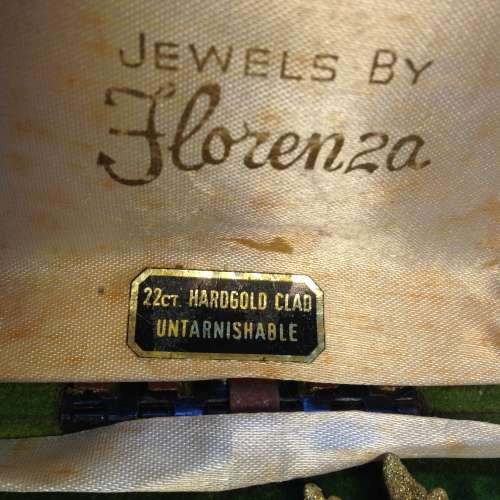 JEWELS BY
Florenza
22CT. HARDGOLD CLAD
UNTARNISHABLE